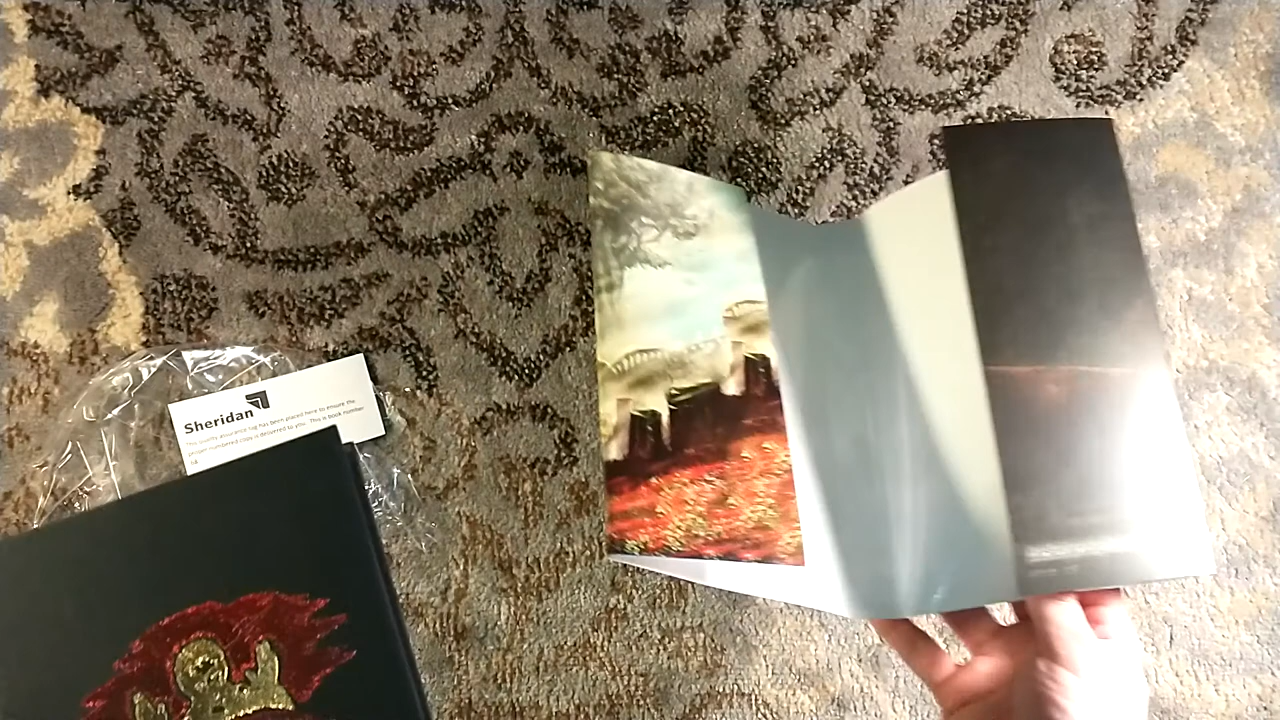 Sheridan
This quality assurance tag has been placed here to ensure the
proper numbered copy is delivered to you. This is book number